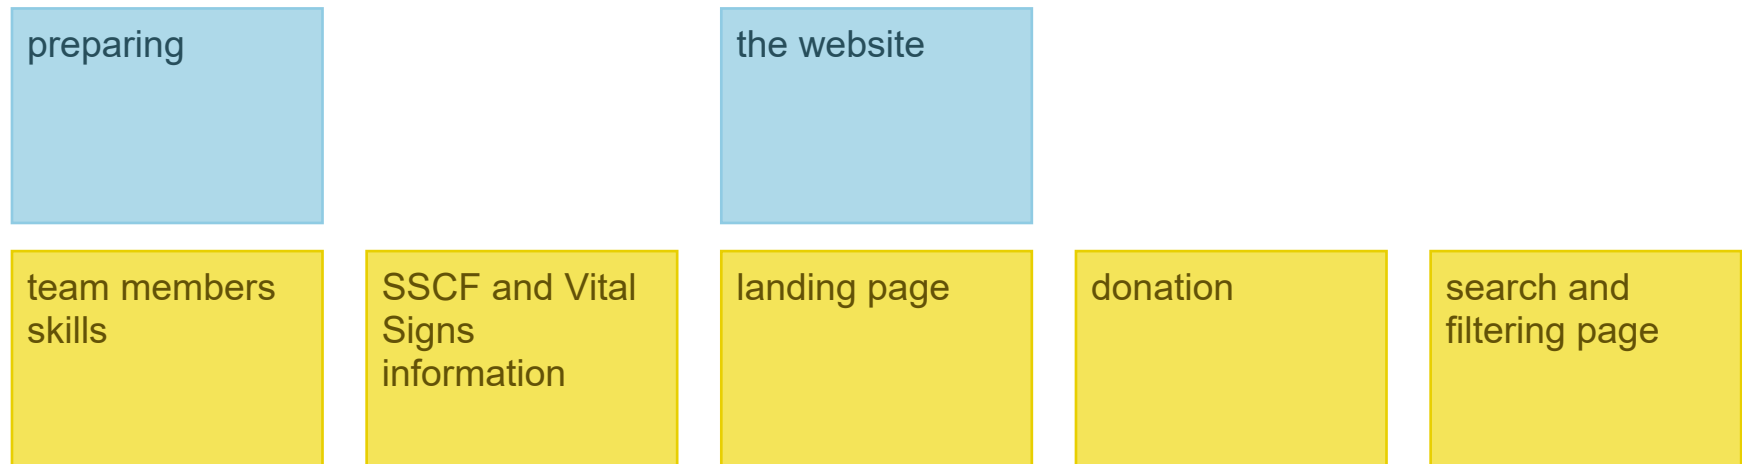 preparing
the website
team members
skills
SSCF and Vital
Signs
information
landing page
donation
search and
filtering page